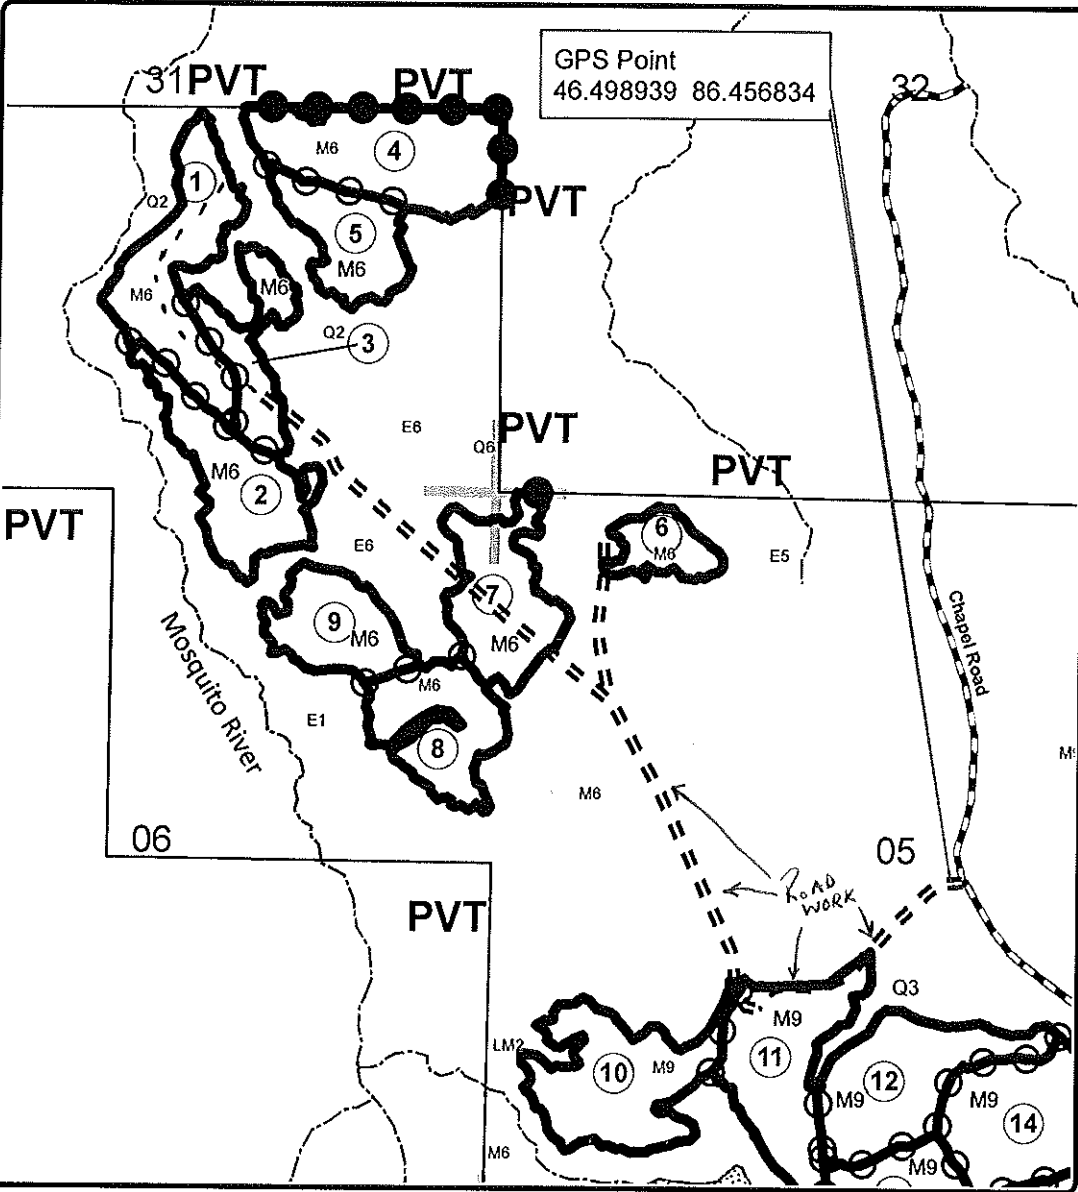 31 PVT
PVT
GPS Point
46.498939 86.456834
32
M6
4
1
Q2
PVT
5
M6
M6
M6
Q2
3
E6
Q6
PVT
PVT
M6
2
PVT
6
M6
E5
E6
7
9
M6
M6
Chapel Road
Mosquito River
M6
E1
8
M6
06
05
ROAD
WORK
PVT
Q3
M9
LM2
10
M9
11
12
M9
M9
14
M6
M9